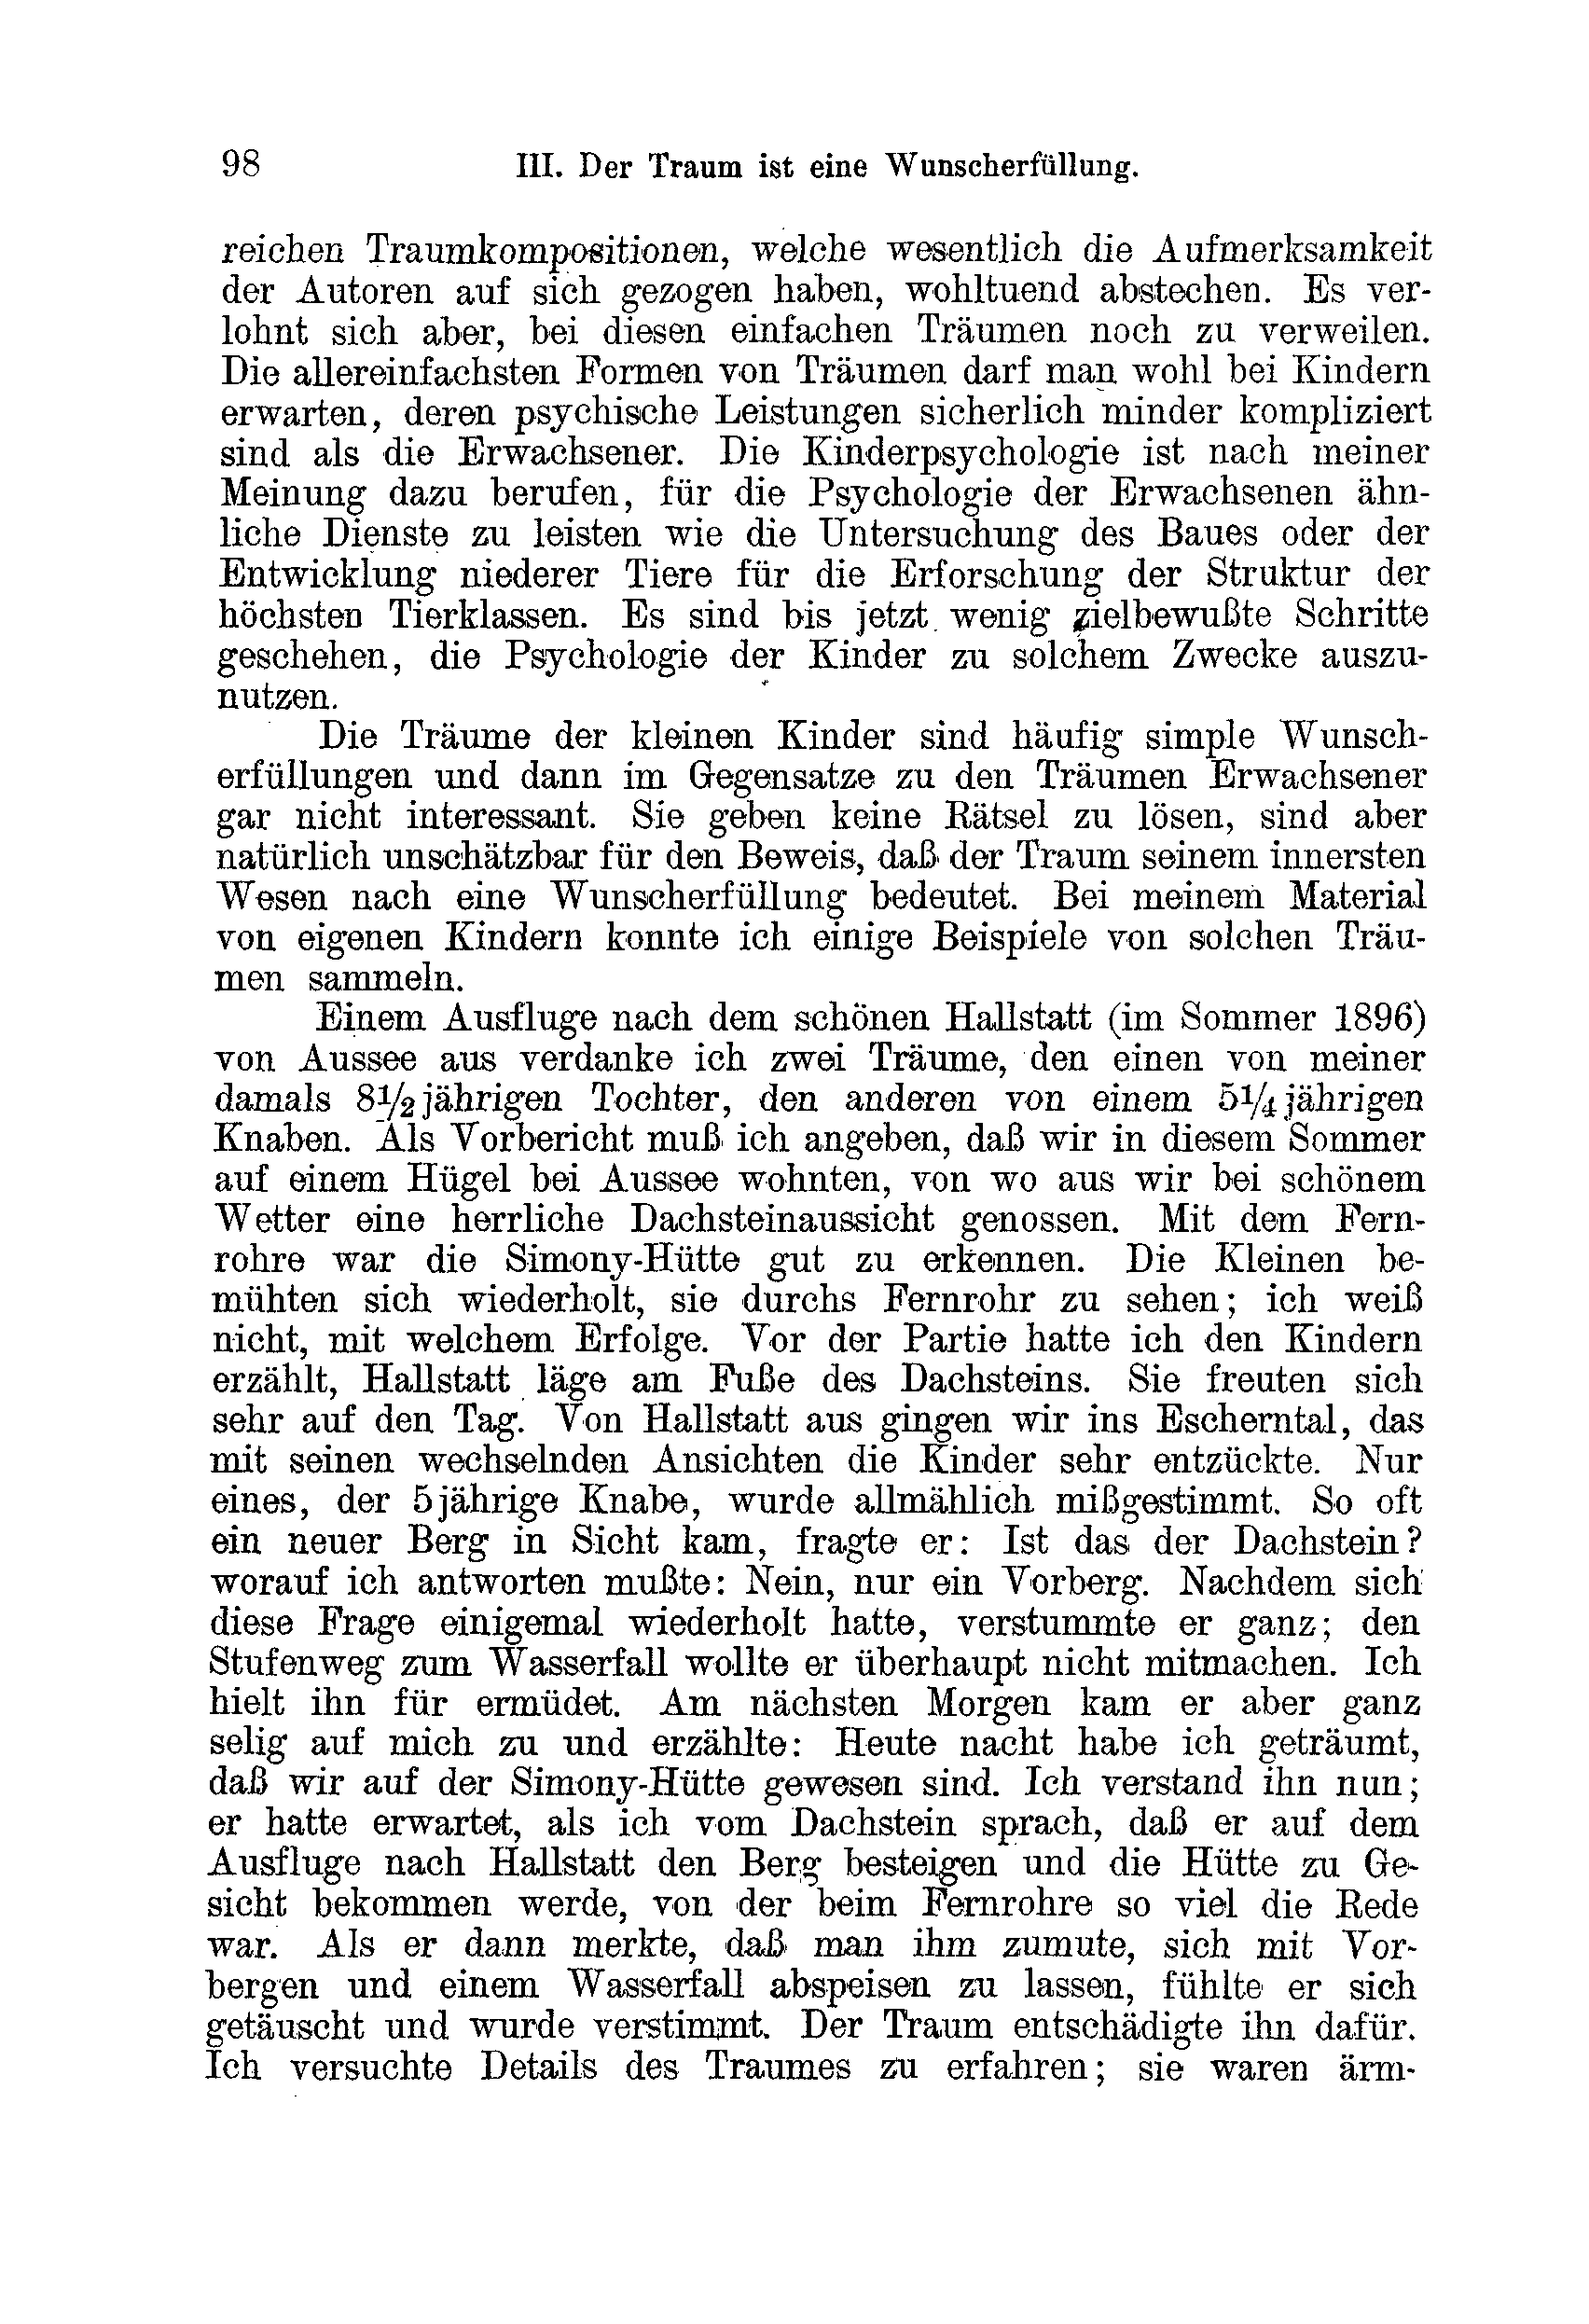 98 III. Der Traum ist eine Wunscherfüllung.
reichen Traumkompositionen, welche wesentlich die Aufmerksamkeit
der Autoren auf sich gezogen haben, wohltuend abstechen. Es ver-
lohnt sich aber, bei diesen einfachen Träumen noch zu verweilen.
Die allereinfachsten Formen von Träumen darf man wohl bei Kindern
erwarten, deren psychische Leistungen sicherlich minder kompliziert
sind als die Erwachsener. Die Kinderpsychologie ist nach meiner
Meinung dazu berufen, für die Psychologie der Erwachsenen ähn-
liche Dienste zu leisten wie die Untersuchung des Baues oder der
Entwicklung niederer Tiere für die Erforschung der Struktur der
höchsten Tierklassen. Es sind bis jetzt wenig zielbewußte Schritte
geschehen, die Psychologie der Kinder zu solchem Zwecke auszu-
nutzen.
Die Träume der kleinen Kinder sind häufig simple Wunsch-
erfüllungen und dann im Gegensatze zu den Träumen Erwachsener
gar nicht interessant. Sie geben keine Rätsel zu lösen, sind aber
natürlich unschätzbar für den Beweis, daß der Traum seinem innersten
Wesen nach eine Wunscherfüllung bedeutet. Bei meinem Material
von eigenen Kindern konnte ich einige Beispiele von solchen Träu-
men sammeln.
Einem Ausfluge nach dem schönen Hallstatt (im Sommer 1896)
von Aussee aus verdanke ich zwei Träume, den einen von meiner
damals 8½jährigen Tochter, den anderen von einem 5¼jährigen
Knaben. Als Vorbericht muß ich angeben, daß wir in diesem Sommer
auf einem Hügel bei Aussee wohnten, von wo aus wir bei schönem
Wetter eine herrliche Dachsteinaussicht genossen. Mit dem Fern-
rohre war die Simony-Hütte gut zu erkennen. Die Kleinen be-
mühten sich wiederholt, sie durchs Fernrohr zu sehen; ich weiß
nicht, mit welchem Erfolge. Vor der Partie hatte ich den Kindern
erzählt, Hallstatt läge am Fuße des Dachsteins. Sie freuten sich
sehr auf den Tag. Von Hallstatt aus gingen wir ins Escherntal, das
mit seinen wechselnden Ansichten die Kinder sehr entzückte. Nur
eines, der 5jährige Knabe, wurde allmählich mißgestimmt. So oft
ein neuer Berg in Sicht kam, fragte er: Ist das der Dachstein?
worauf ich antworten mußte: Nein, nur ein Vorberg. Nachdem sich
diese Frage einigemal wiederholt hatte, verstummte er ganz; den
Stufenweg zum Wasserfall wollte er überhaupt nicht mitmachen. Ich
hielt ihn für ermüdet. Am nächsten Morgen kam er aber ganz
selig auf mich zu und erzählte: Heute nacht habe ich geträumt,
daß wir auf der Simony-Hütte gewesen sind. Ich verstand ihn nun;
er hatte erwartet, als ich vom Dachstein sprach, daß er auf dem
Ausfluge nach Hallstatt den Berg besteigen und die Hütte zu Ge-
sicht bekommen werde, von der beim Fernrohre so viel die Rede
war. Als er dann merkte, daß man ihm zumute, sich mit Vor-
bergen und einem Wasserfall abspeisen zu lassen, fühlte er sich
getäuscht und wurde verstimmt. Der Traum entschädigte ihn dafür.
Ich versuchte Details des Traumes zu erfahren; sie waren ärm-